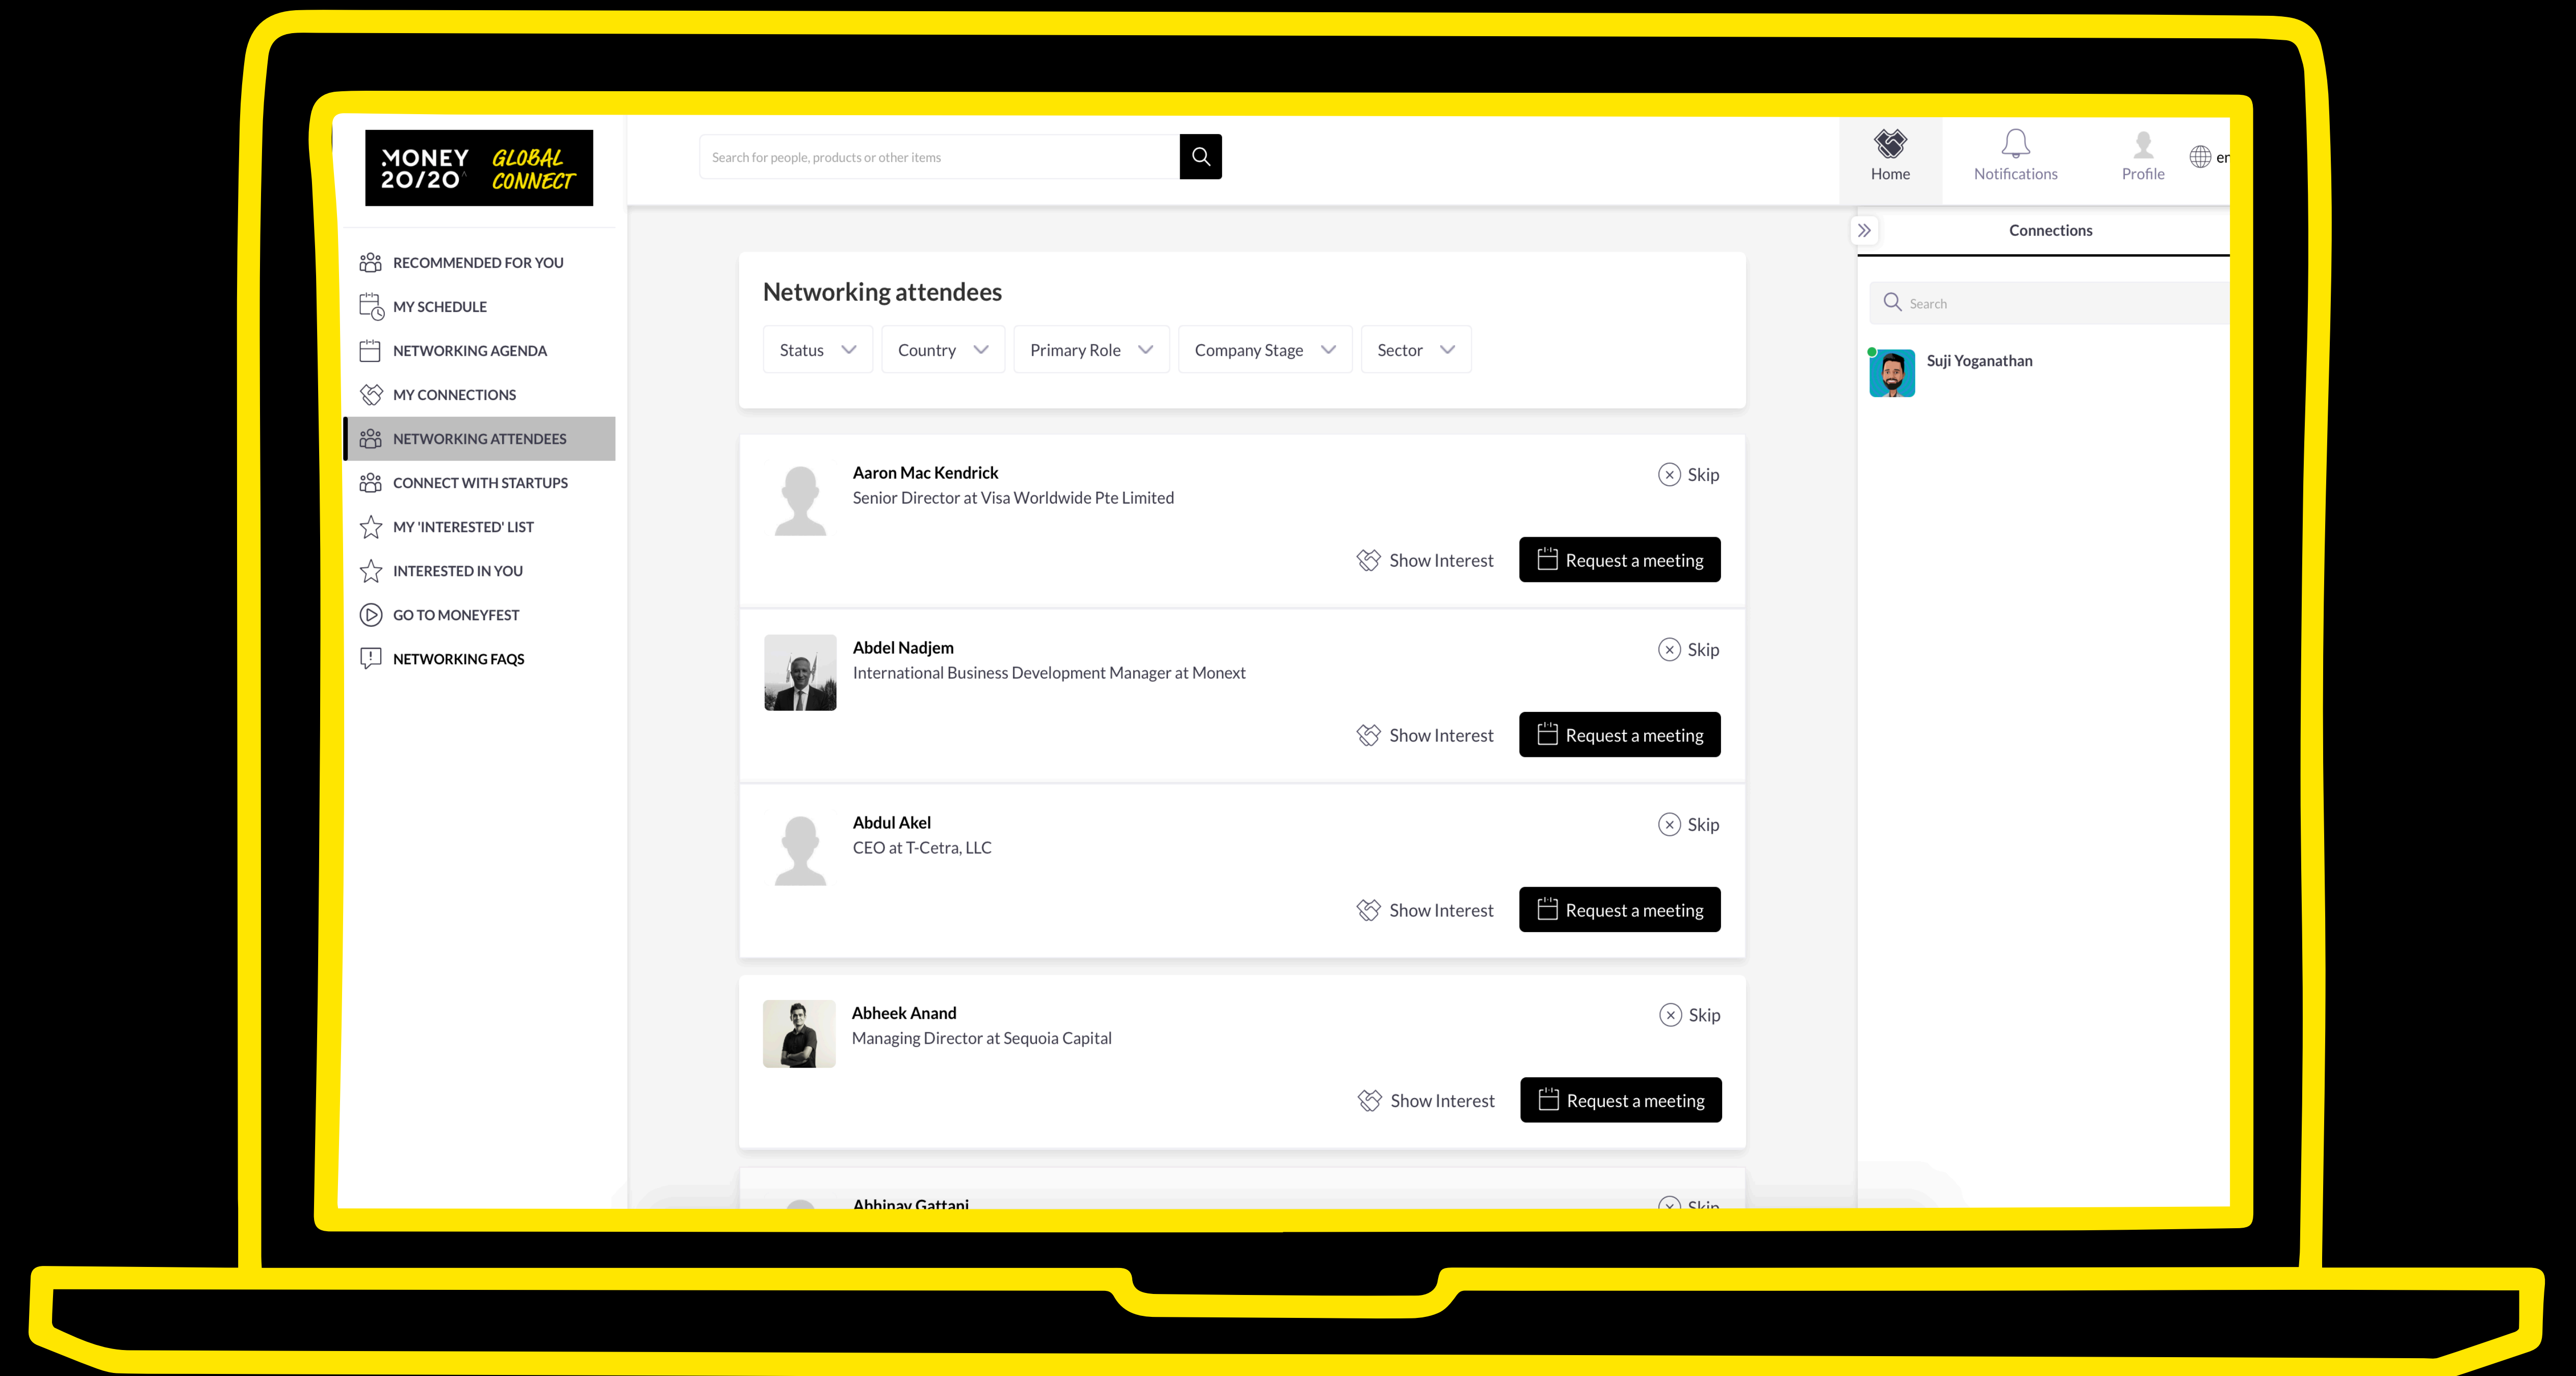 MONEY
20/20
GLOBAL
CONNECT
Search for people, products or other items
Home
Notifications
Profile
RECOMMENDED FOR YOU
MY SCHEDULE
NETWORKING AGENDA
MY CONNECTIONS
NETWORKING ATTENDEES
CONNECT WITH STARTUPS
MY 'INTERESTED' LIST
INTERESTED IN YOU
GO TO MONEYFEST
NETWORKING FAQS
Networking attendees
Status Country Primary Role Company Stage Sector
Aaron Mac Kendrick
Skip
Senior Director at Visa Worldwide Pte Limited
Show Interest Request a meeting
Abdel Nadjem
Skip
International Business Development Manager at Monext
Show Interest Request a meeting
Abdul Akel
Skip
CEO at T-Cetra, LLC
Show Interest Request a meeting
Abheek Anand
Skip
Managing Director at Sequoia Capital
Show Interest Request a meeting
Abhinav Gattani
Skip
Connections
Search
Suji Yoganathan